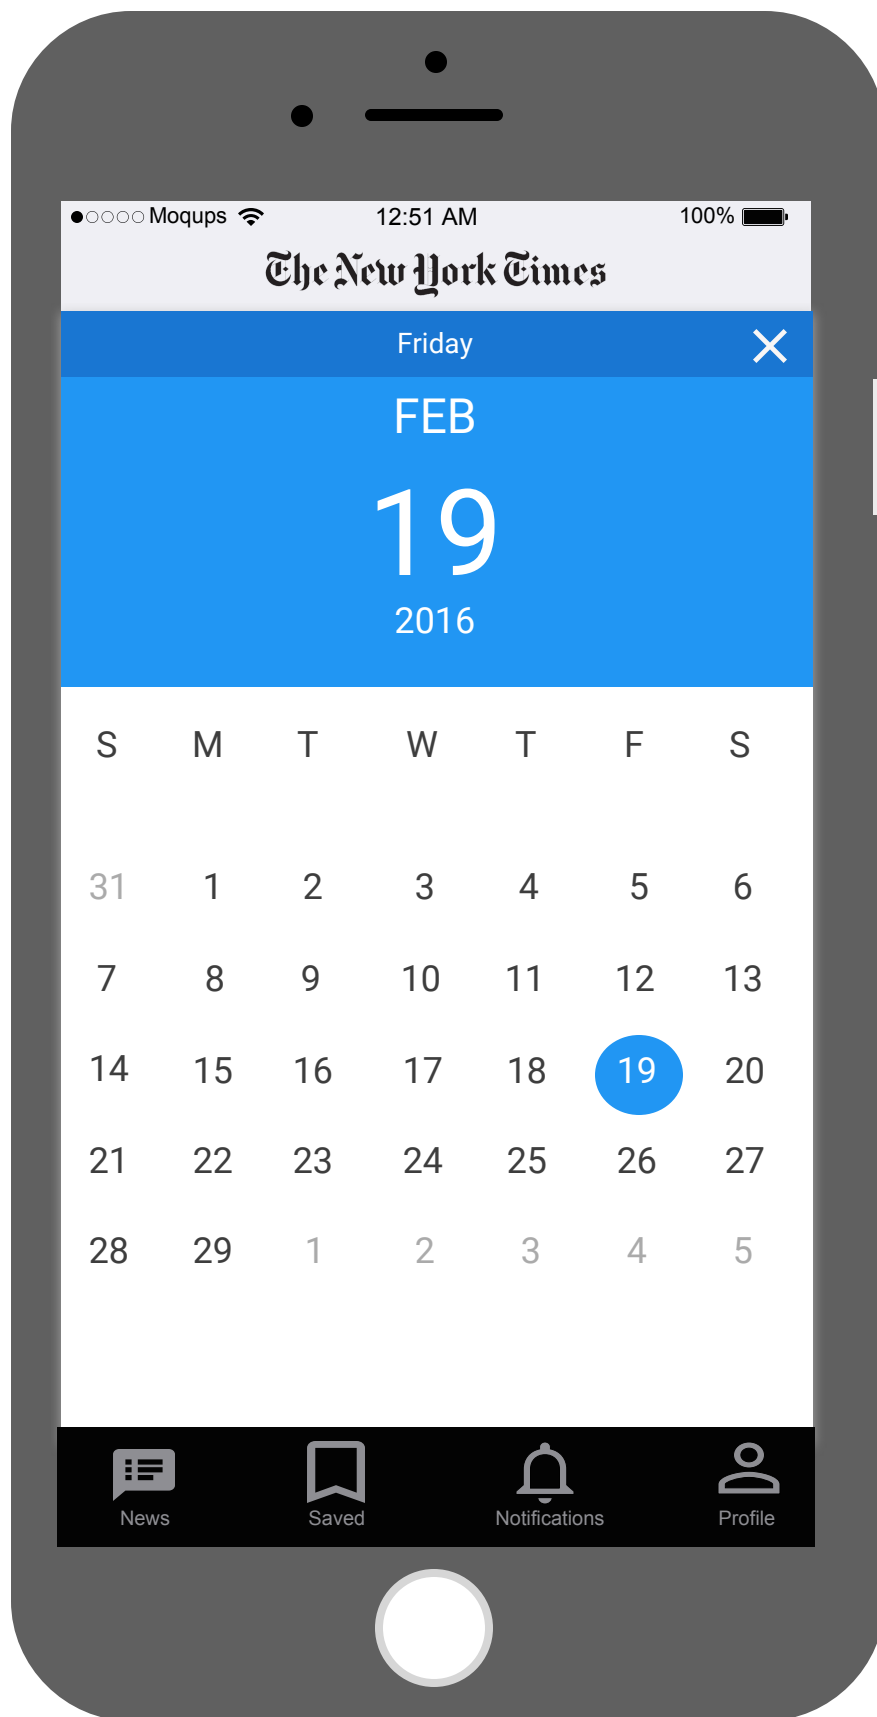 Moqups 12:51 AM 100%
The New York Times
Friday
FEB
19
2016
S M T W T F S
31 1 2 3 4 5 6
7 8 9 10 11 12 13
14 15 16 17 18 19 20
21 22 23 24 25 26 27
28 29 1 2 3 4 5
News Saved Notifications Profile